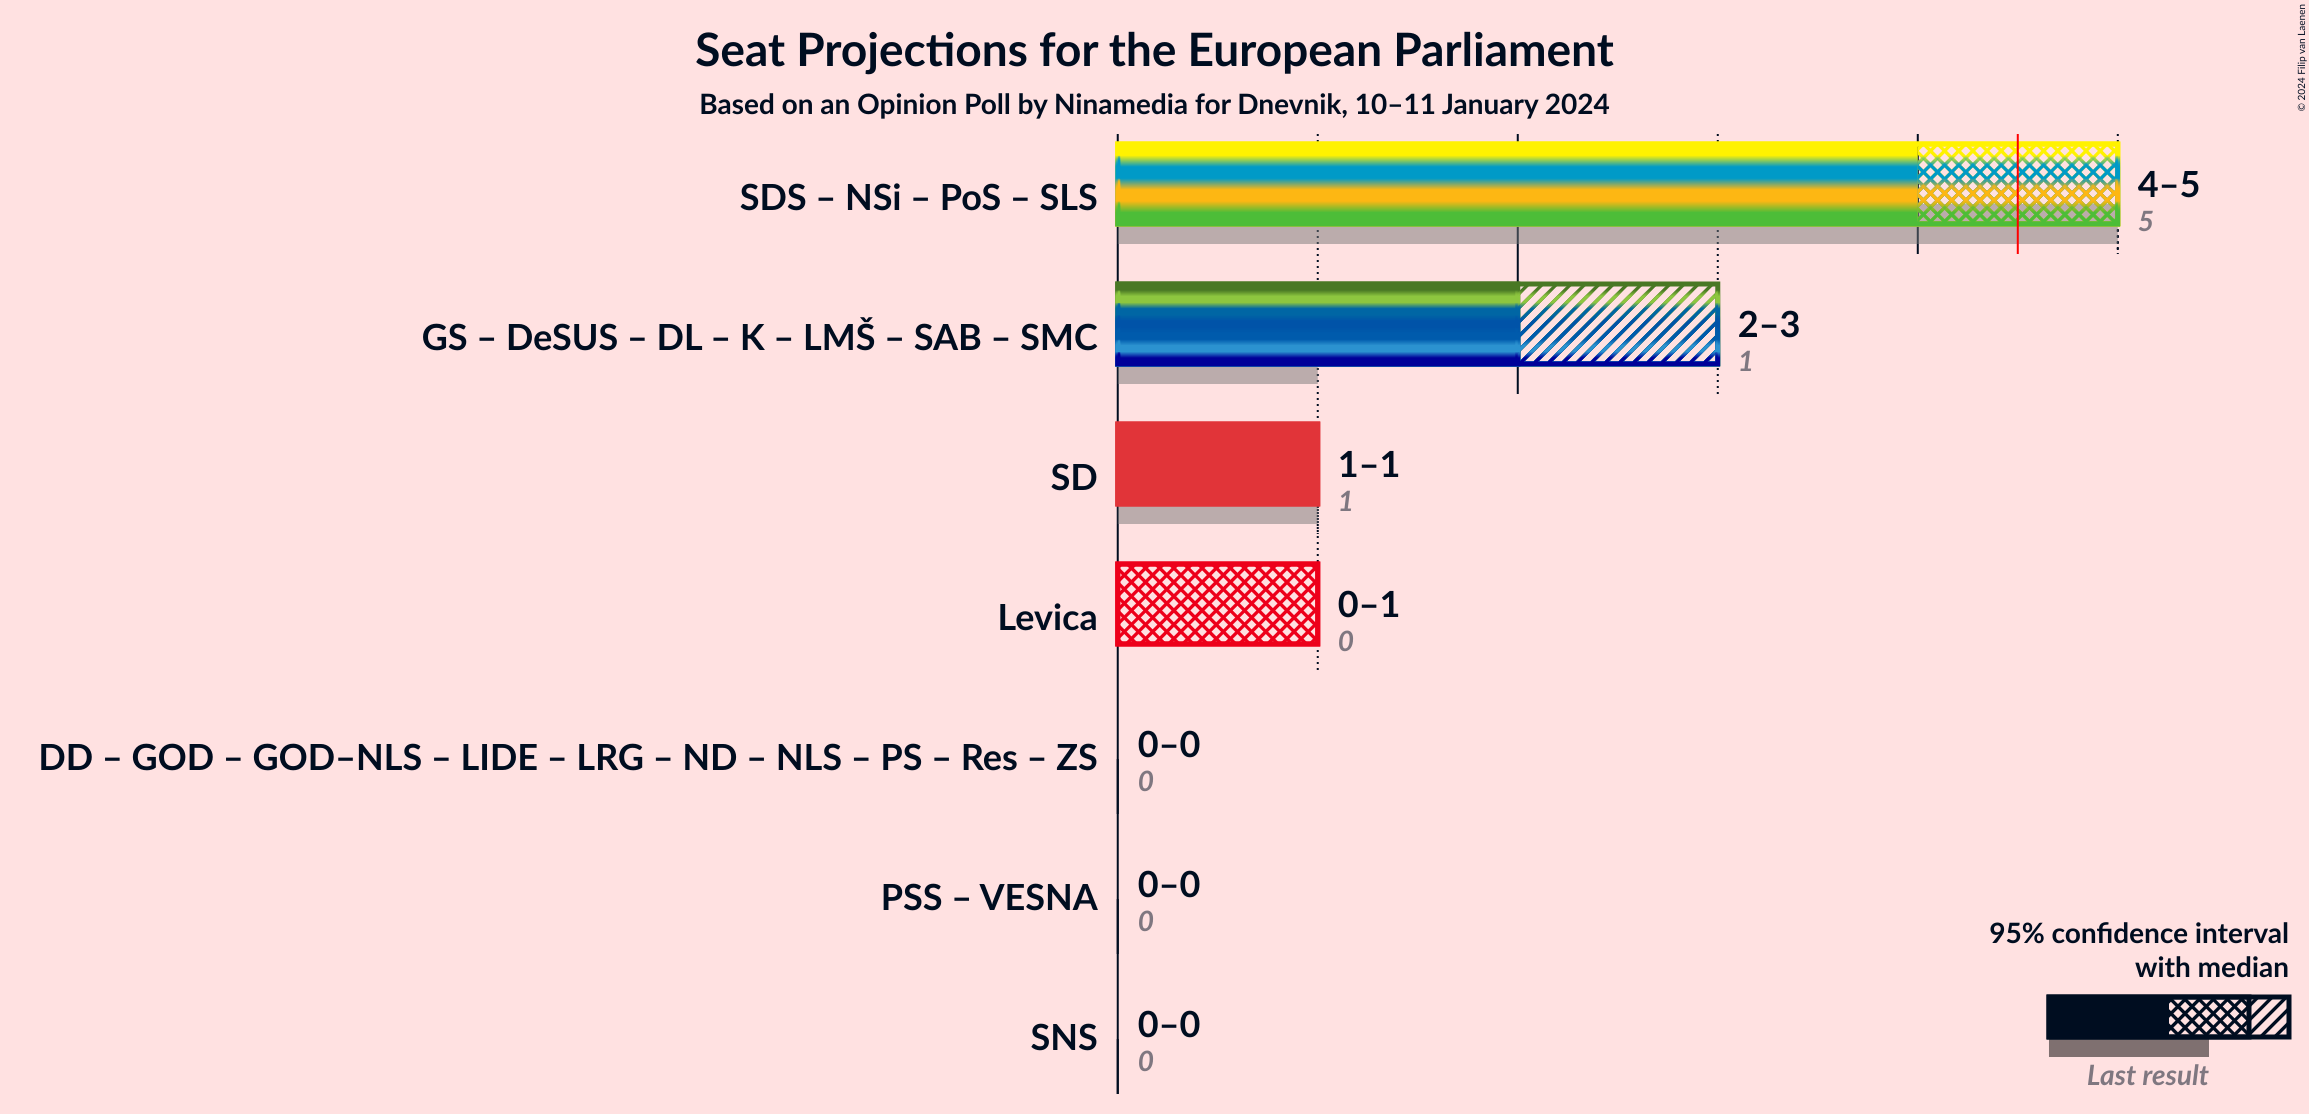 Seat Projections for the European Parliament
Based on an Opinion Poll by Ninamedia for Dnevnik, 10–11 January 2024
© 2024 Filip van Laenen
SDS – NSi – PoS – SLS
4–5
5
GS – DeSUS – DL – K – LMŠ – SAB – SMC
2–3
1
SD
1–1
1
Levica
0–1
0
DD – GOD – GOD–NLS – LIDE – LRG – ND – NLS – PS – Res – ZS
0–0
0
PSS – VESNA
0–0
0
SNS
0–0
0
95% confidence interval
with median
Last result